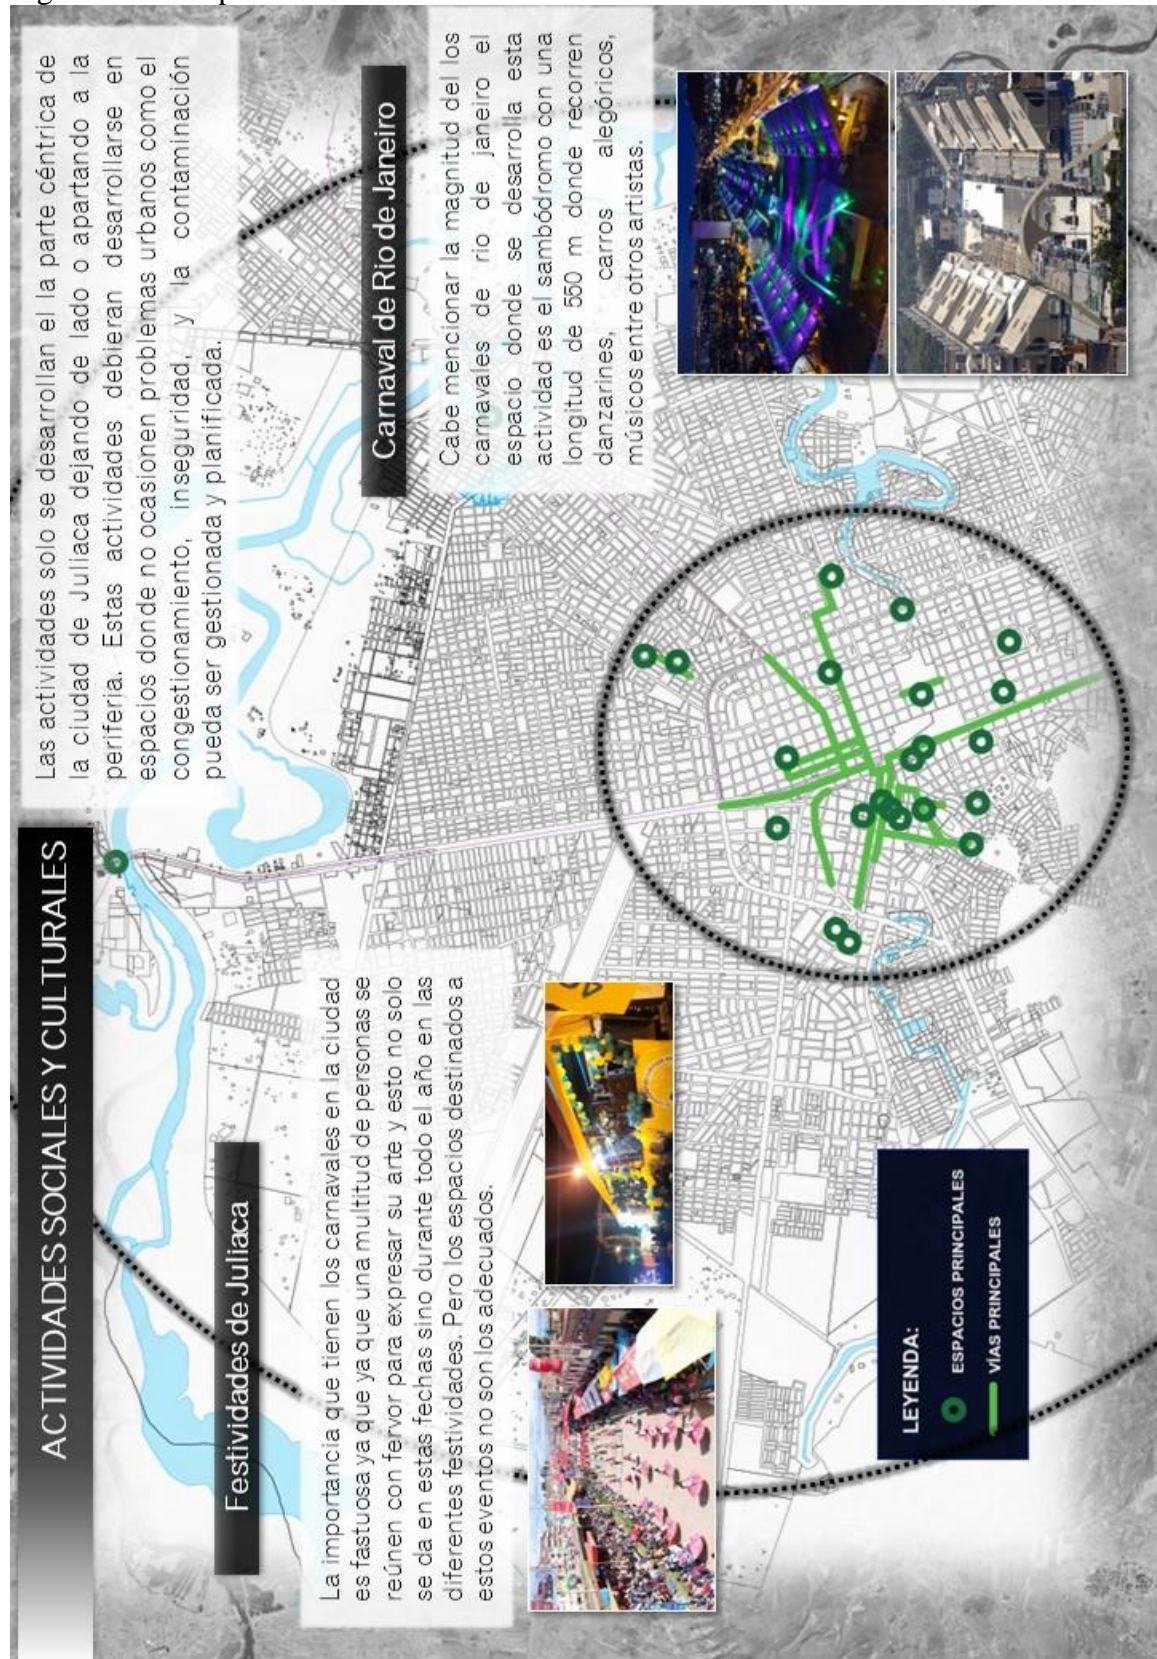 ACTIVIDADES SOCIALES Y CULTURALES
Las actividades solo se desarrollan el la parte céntrica de
la ciudad de Juliaca dejando de lado o apartando a la
periferia. Estas actividades debieran desarrollarse en
espacios donde no ocasionen problemas urbanos como el
congestionamiento, inseguridad, y la contaminación
pueda ser gestionada y planificada.
Festividades de Juliaca
La importancia que tienen los carnavales en la ciudad
es fastuosa ya que ya que una multitud de personas se
reúnen con fervor para expresar su arte y esto no solo
se da en estas fechas sino durante todo el año en las
diferentes festividades. Pero los espacios destinados a
estos eventos no son los adecuados.
Carnaval de Rio de Janeiro
Cabe mencionar la magnitud del los
carnavales de rio de janeiro el
espacio donde se desarrolla esta
actividad es el sambódromo con una
longitud de 550 m donde recorren
danzarines, carros alegóricos,
músicos entre otros artistas.
LEYENDA:
ESPACIOS PRINCIPALES
VÍAS PRINCIPALES